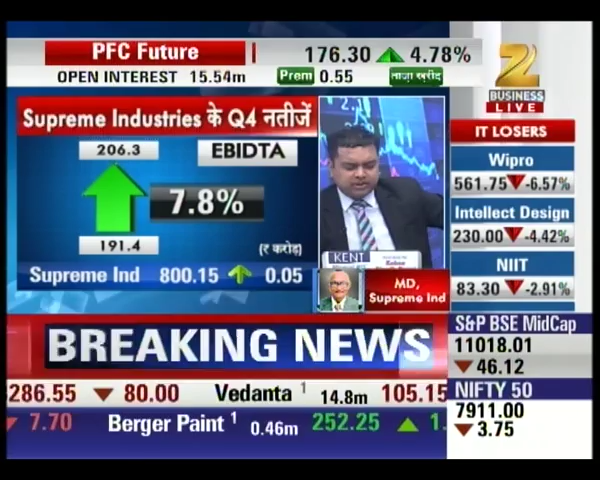 PFC Future 176.30 4.78%
OPEN INTEREST 15.54m Prem 0.55 ताज़ा खरीद
Z
BUSINESS
LIVE
Supreme Industries के Q4 नतीजें
206.3 EBIDTA
7.8%
191.4 (₹ करोड़)
Supreme Ind 800.15 0.05
KENT
MD,
Supreme Ind
IT LOSERS
Wipro
561.75 -6.57%
Intellect Design
230.00 -4.42%
NIIT
83.30 -2.91%
BREAKING NEWS
S&P BSE MidCap
11018.01
46.12
NIFTY 50
7911.00
3.75
286.55 80.00 Vedanta 1 14.8m 105.15
7.70 Berger Paint 1 0.46m 252.25 1.